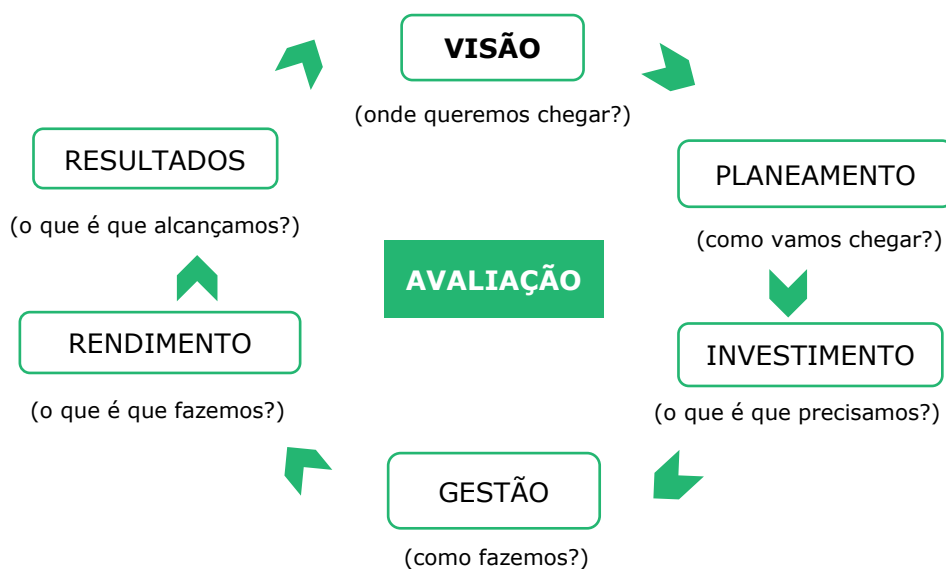 VISÃO
(onde queremos chegar?)
PLANEAMENTO
(como vamos chegar?)
INVESTIMENTO
(o que é que precisamos?)
GESTÃO
(como fazemos?)
RENDIMENTO
(o que é que fazemos?)
RESULTADOS
(o que é que alcançamos?)
AVALIAÇÃO